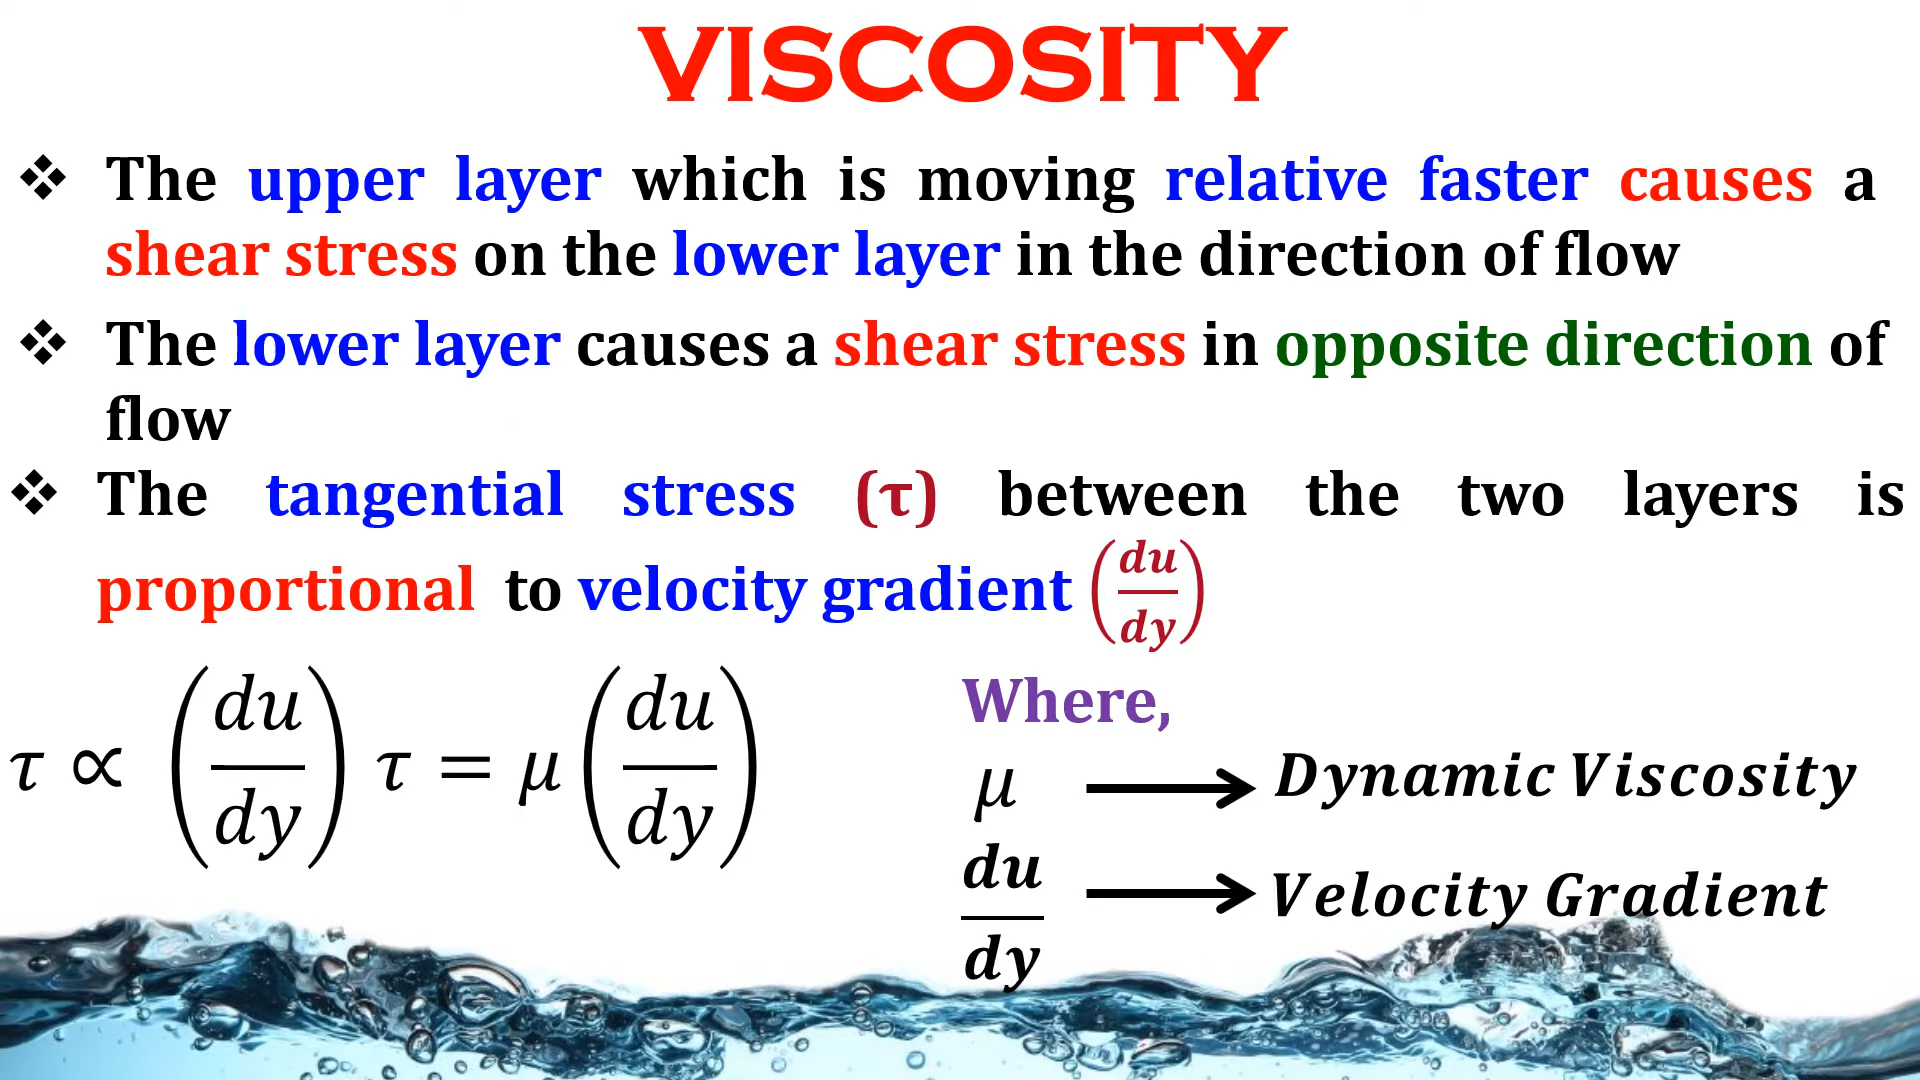 VISCOSITY
❖ The upper layer which is moving relative faster causes a
shear stress on the lower layer in the direction of flow
❖ The lower layer causes a shear stress in opposite direction of
flow
❖ The tangential stress (τ) between the two layers is
proportional to velocity gradient (du/dy)
τ ∝ (du/dy) τ = μ (du/dy)
Where,
μ → Dynamic Viscosity
du/dy → Velocity Gradient